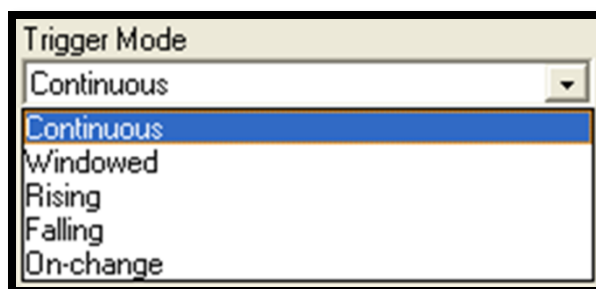 Trigger Mode
Continuous
Continuous
Windowed
Rising
Falling
On-change